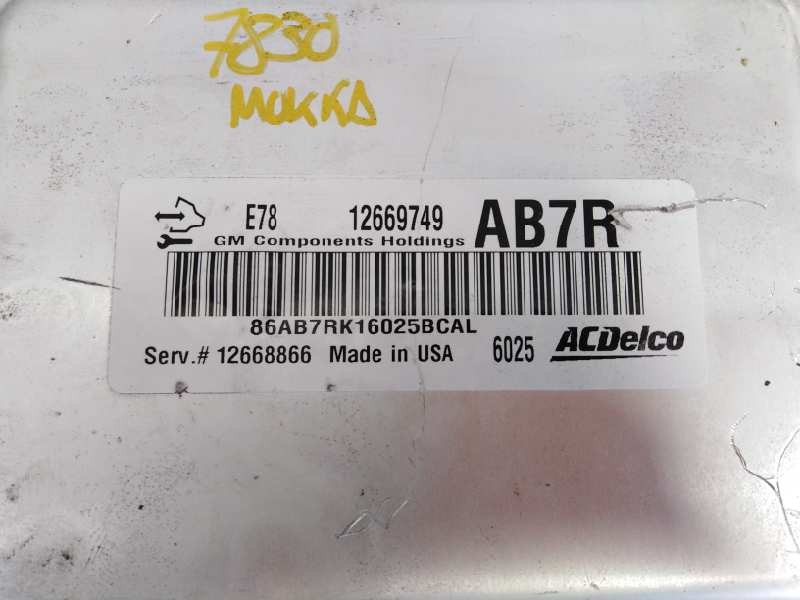 7830
MOKKA
E78 12669749 AB7R
GM Components Holdings
86AB7RK16025BCAL
Serv.# 12668866 Made in USA 6025 ACDelco